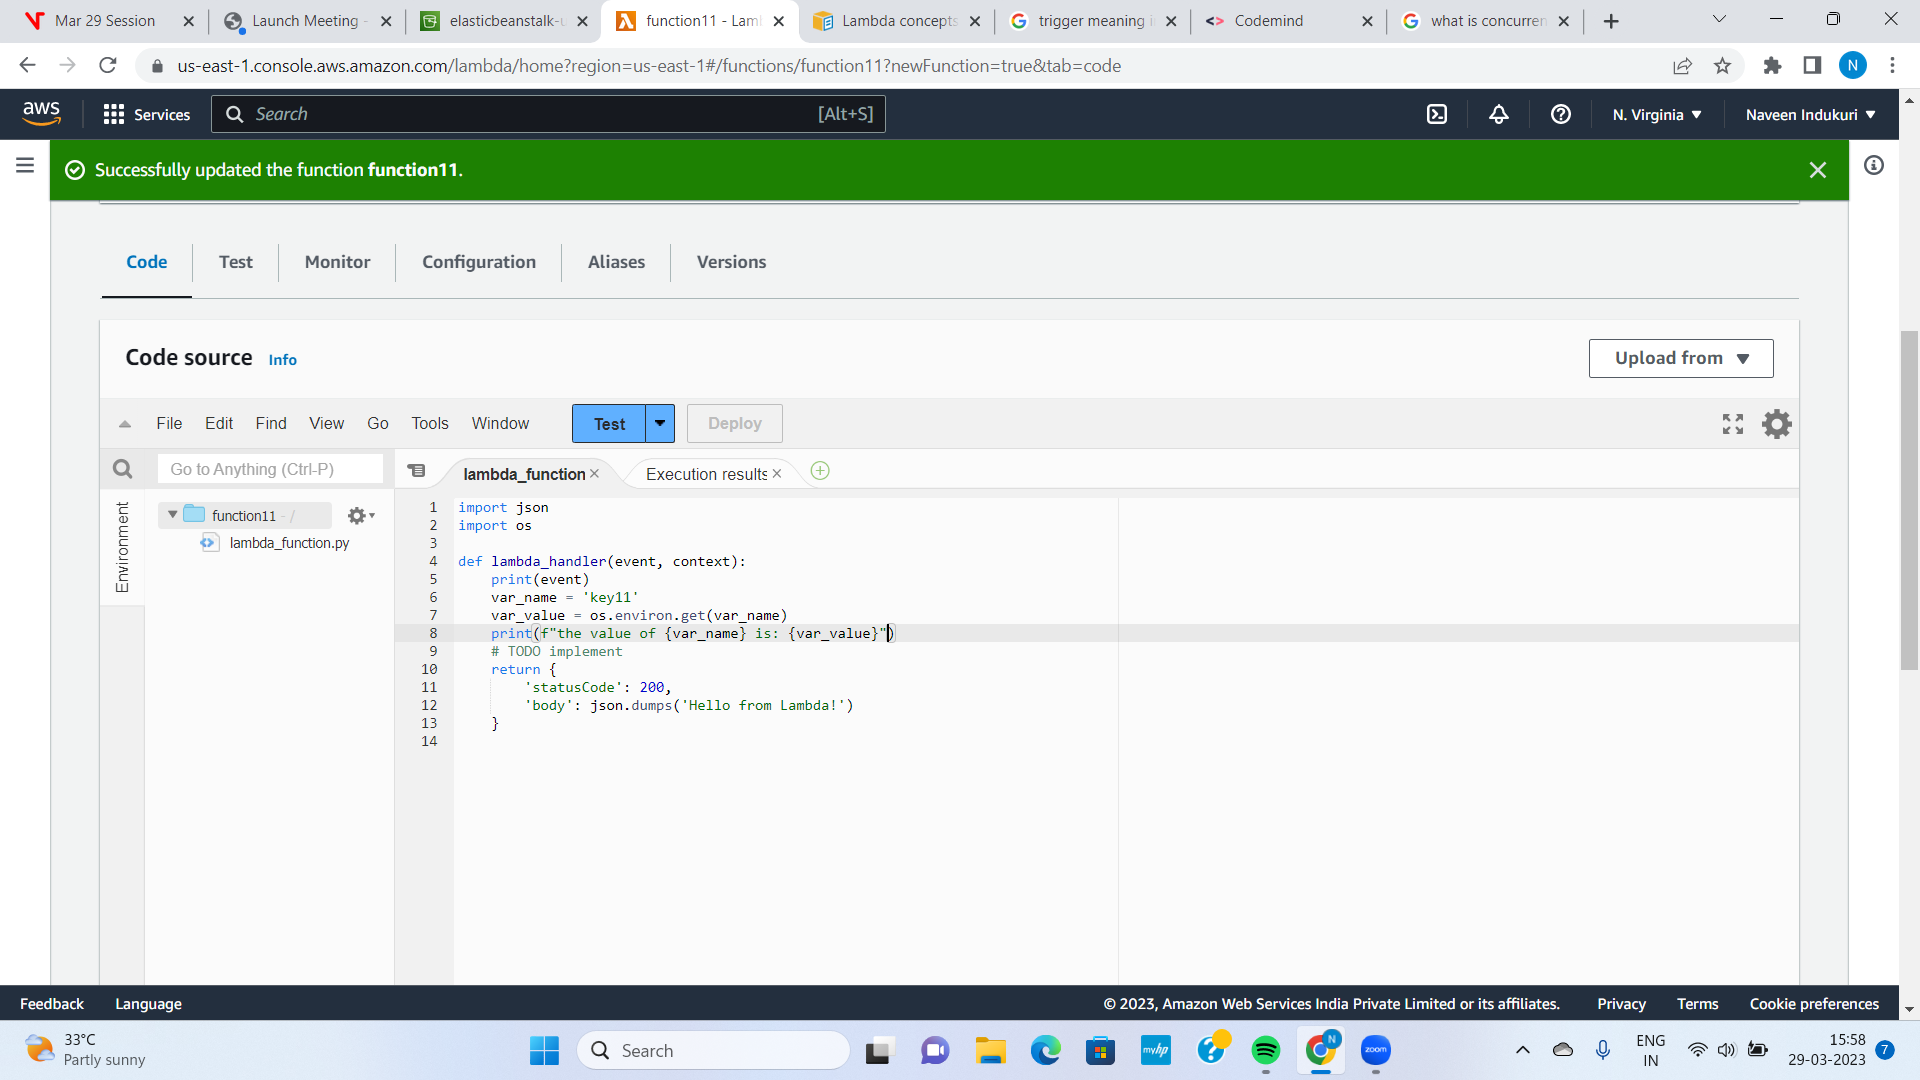 Mar 29 Session
Launch Meeting -
elasticbeanstalk-u
function11 - Lam
Lambda concepts
trigger meaning i
Codemind
what is concurren
us-east-1.console.aws.amazon.com/lambda/home?region=us-east-1#/functions/function11?newFunction=true&tab=code
N
aws
Services
Search
[Alt+S]
N. Virginia
Naveen Indukuri
Successfully updated the function function11.
Code
Test
Monitor
Configuration
Aliases
Versions
Code source Info
Upload from
File Edit Find View Go Tools Window
Test
Deploy
Go to Anything (Ctrl-P)
lambda_function
Execution results
Environment
function11 - /
lambda_function.py
1 import json
2 import os
3
4 def lambda_handler(event, context):
5 print(event)
6 var_name = 'key11'
7 var_value = os.environ.get(var_name)
8 print(f"the value of {var_name} is: {var_value}")
9 # TODO implement
10 return {
11 'statusCode': 200,
12 'body': json.dumps('Hello from Lambda!')
13 }
14
Feedback
Language
© 2023, Amazon Web Services India Private Limited or its affiliates.
Privacy
Terms
Cookie preferences
33°C
Partly sunny
Search
myhp
N
zoom
ENG
IN
15:58
29-03-2023
7